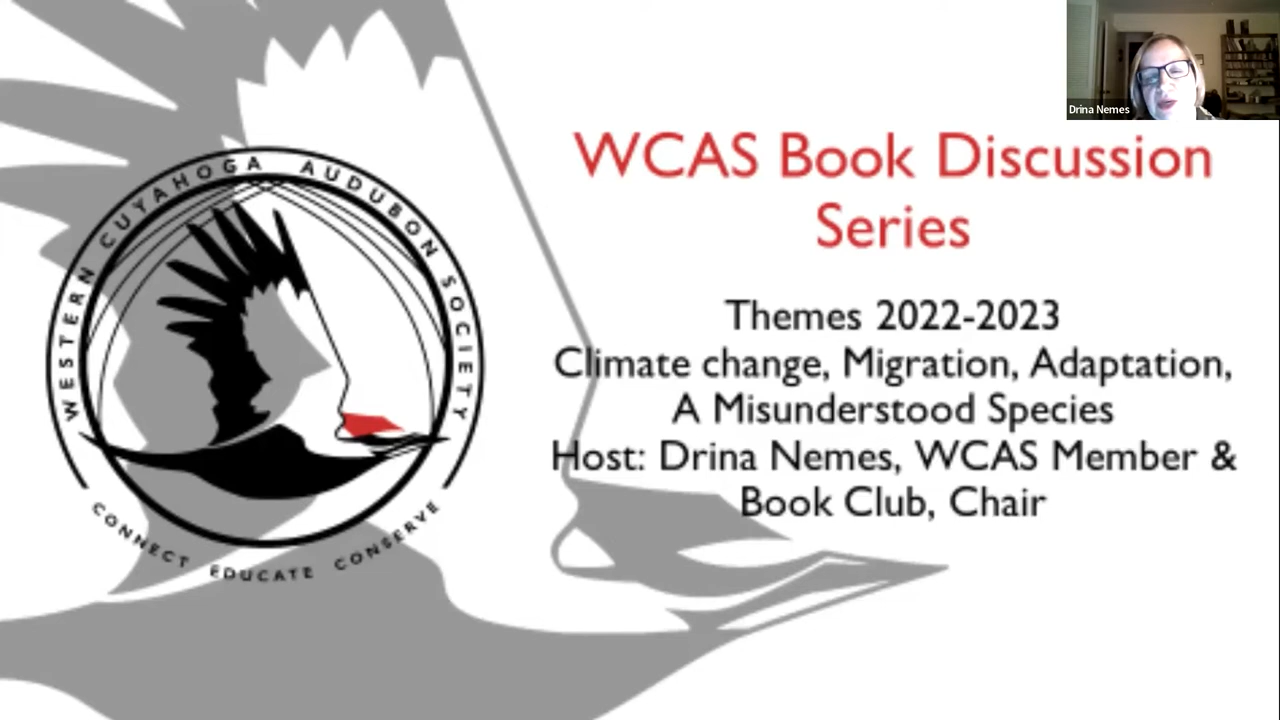 Drina Nemes
WCAS Book Discussion
Series
Themes 2022-2023
Climate change, Migration, Adaptation,
A Misunderstood Species
Host: Drina Nemes, WCAS Member &
Book Club, Chair
WESTERN CUYAHOGA AUDUBON SOCIETY
CONNECT EDUCATE CONSERVE